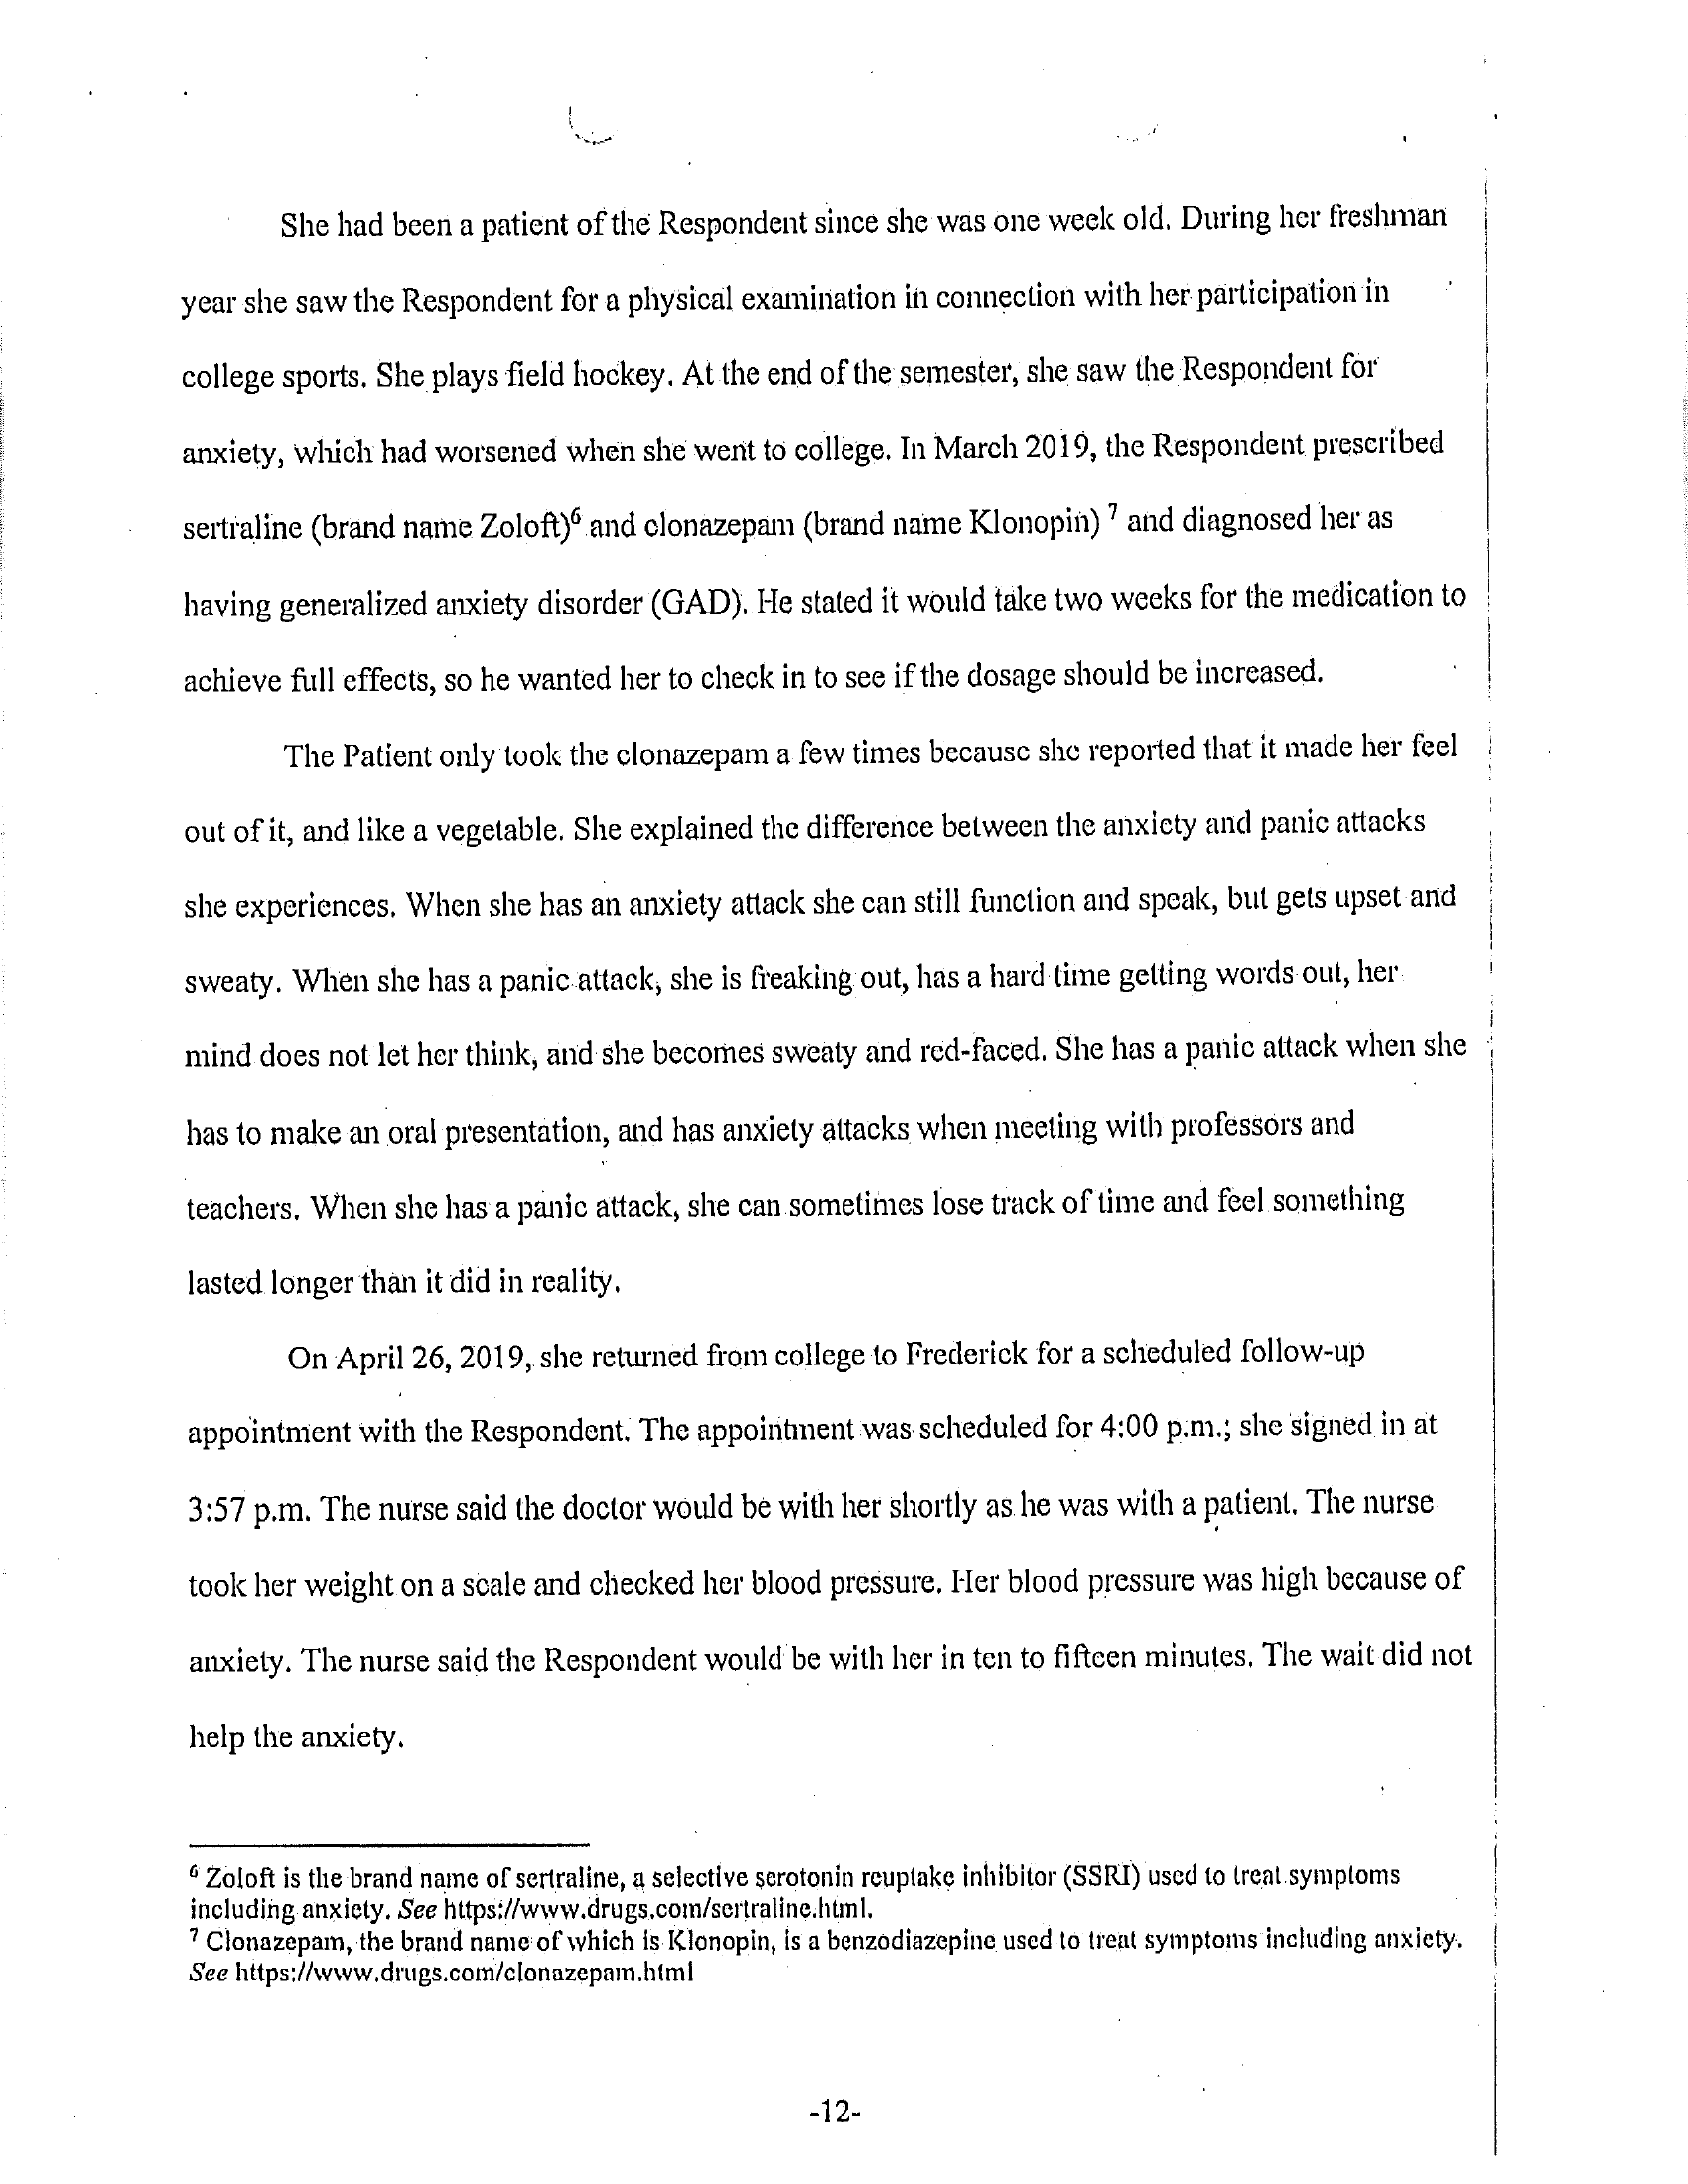 She had been a patient of the Respondent since she was one week old. During her freshman
year she saw the Respondent for a physical examination in connection with her participation in
college sports. She plays field hockey. At the end of the semester, she saw the Respondent for
anxiety, which had worsened when she went to college. In March 2019, the Respondent prescribed
sertraline (brand name Zoloft)⁶ and clonazepam (brand name Klonopin) ⁷ and diagnosed her as
having generalized anxiety disorder (GAD). He stated it would take two weeks for the medication to
achieve full effects, so he wanted her to check in to see if the dosage should be increased.
The Patient only took the clonazepam a few times because she reported that it made her feel
out of it, and like a vegetable. She explained the difference between the anxiety and panic attacks
she experiences. When she has an anxiety attack she can still function and speak, but gets upset and
sweaty. When she has a panic attack, she is freaking out, has a hard time getting words out, her
mind does not let her think, and she becomes sweaty and red-faced. She has a panic attack when she
has to make an oral presentation, and has anxiety attacks when meeting with professors and
teachers. When she has a panic attack, she can sometimes lose track of time and feel something
lasted longer than it did in reality.
On April 26, 2019, she returned from college to Frederick for a scheduled follow-up
appointment with the Respondent. The appointment was scheduled for 4:00 p.m.; she signed in at
3:57 p.m. The nurse said the doctor would be with her shortly as he was with a patient. The nurse
took her weight on a scale and checked her blood pressure. Her blood pressure was high because of
anxiety. The nurse said the Respondent would be with her in ten to fifteen minutes. The wait did not
help the anxiety.
⁶ Zoloft is the brand name of sertraline, a selective serotonin reuptake inhibitor (SSRI) used to treat symptoms
including anxiety. See https://www.drugs.com/sertraline.html.
⁷ Clonazepam, the brand name of which is Klonopin, is a benzodiazepine used to treat symptoms including anxiety.
See https://www.drugs.com/clonazepam.html
-12-